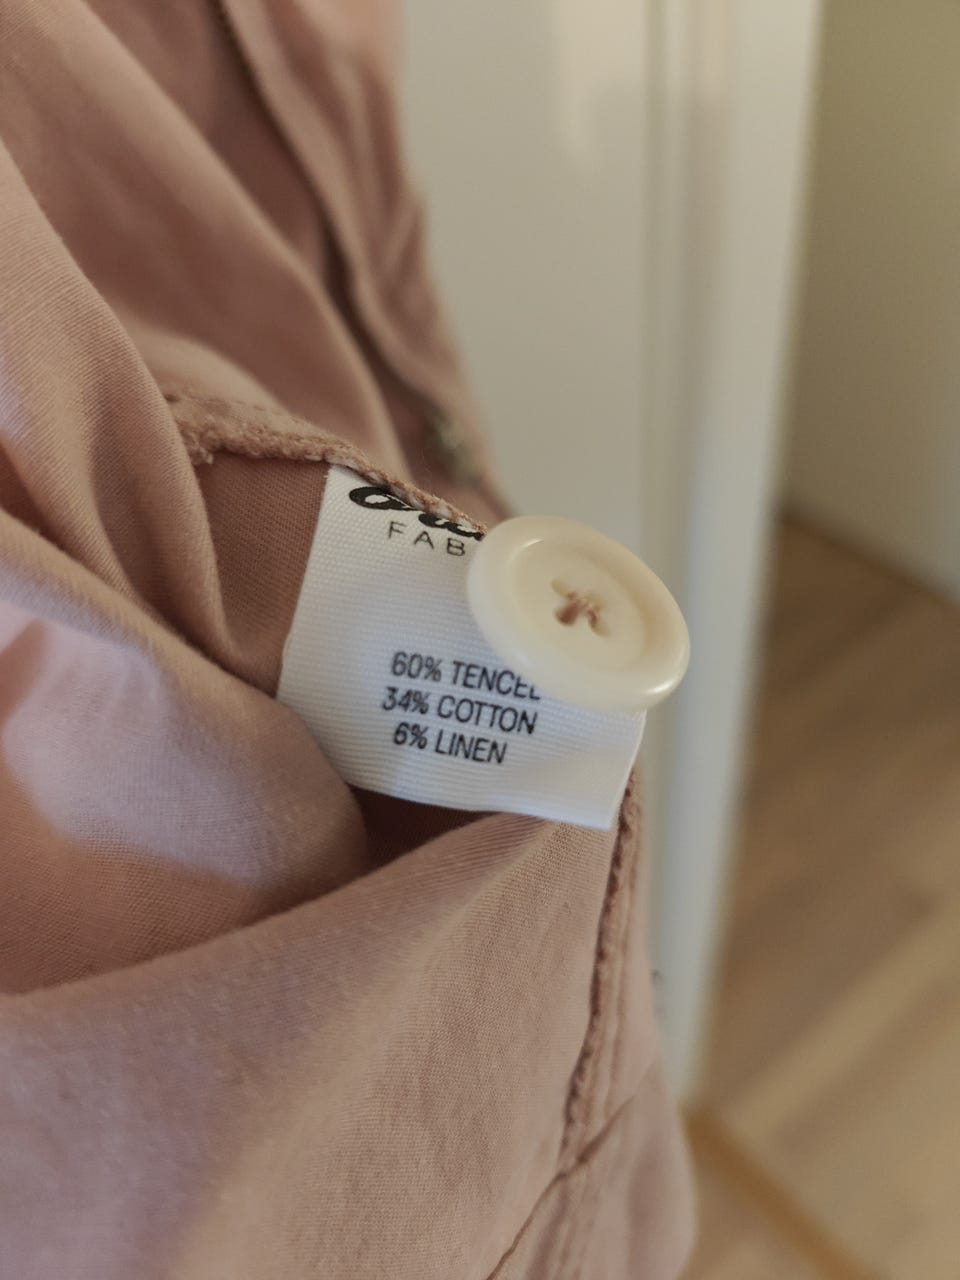 FAB
60% TENCEL
34% COTTON
6% LINEN